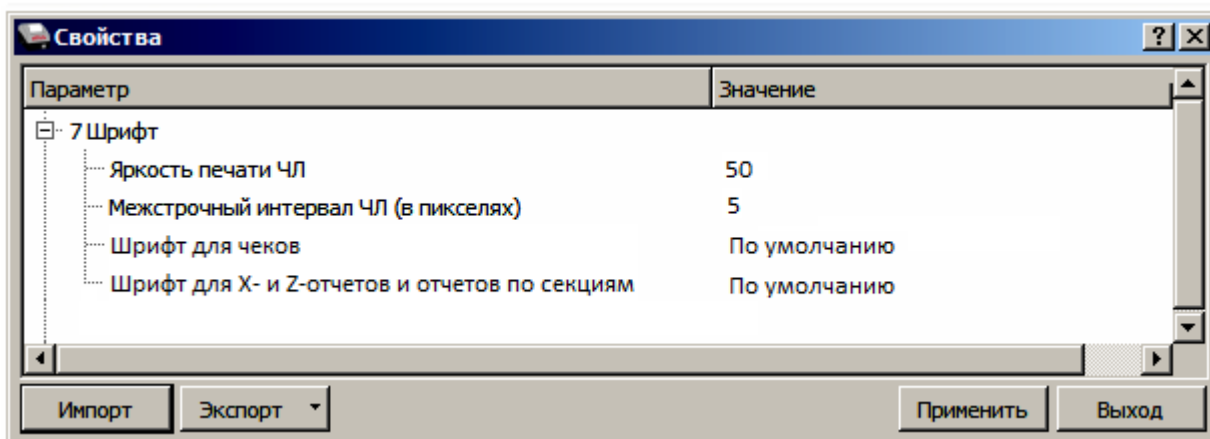 Свойства
Параметр Значение
7 Шрифт
Яркость печати ЧЛ 50
Межстрочный интервал ЧЛ (в пикселях) 5
Шрифт для чеков По умолчанию
Шрифт для X- и Z-отчетов и отчетов по секциям По умолчанию
Импорт Экспорт Применить Выход